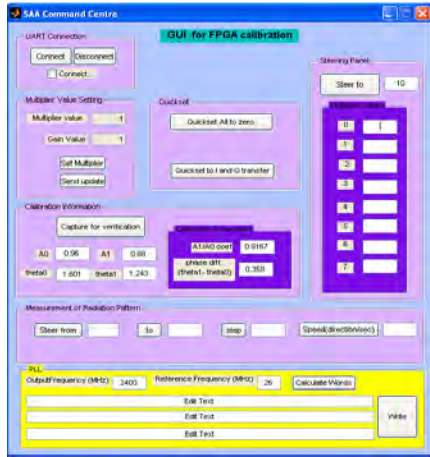 SAA Command Centre
GUI for FPGA calibration
UART Connection
Connect Disconnect
Connect...
Steering Panel
Steer to 10
Multiplier Value Setting
Multiplier value 1
Gain Value 1
Set Multiplier
Send update
Quickset
Quickset All to zero
Quickset to I and Q transfer
0
1
2
3
4
5
6
7
Calibration Information
Capture for verification
A0 0.96 A1 0.88
theta0 1.601 theta1 1.243
A1/A0 coef 0.9167
phase diff. (theta1 - theta0) 0.358
Measurement of Radiation Pattern
Steer from to step Speed(direction/sec)
PLL
OutputFrequency (MHz) 2403 Reference Frequency (MHz) 26 Calculate Words
Edit Text
Edit Text
Edit Text
Write